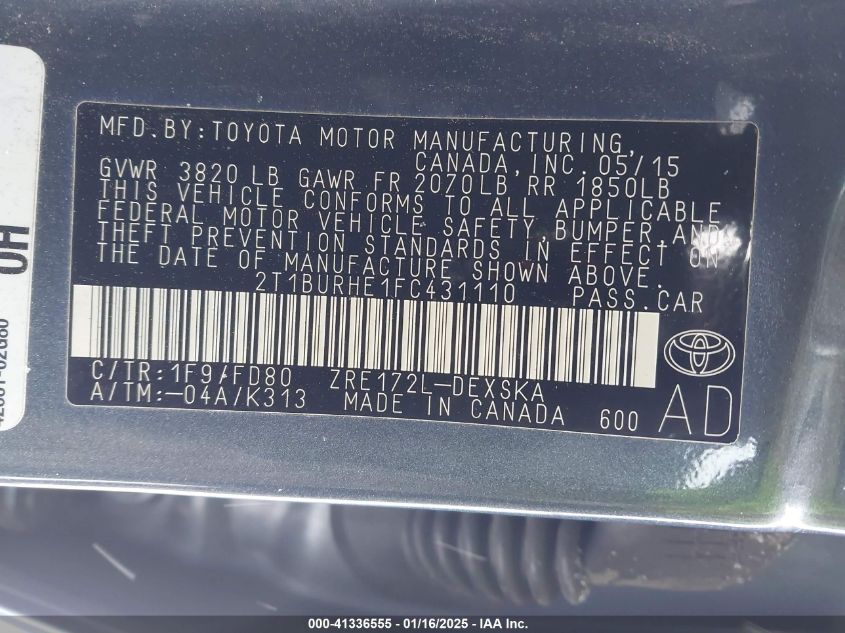 MFD.BY:TOYOTA MOTOR MANUFACTURING,
CANADA,INC. 05/15
GVWR 3820 LB GAWR FR 2070LB RR 1850LB
THIS VEHICLE CONFORMS TO ALL APPLICABLE
FEDERAL MOTOR VEHICLE SAFETY,BUMPER,AND
THEFT PREVENTION STANDARDS IN EFFECT ON
THE DATE OF MANUFACTURE SHOWN ABOVE.
2T1BURHE1FC431110 PASS.CAR
C/TR:1F9/FD80 ZRE172L-DEXSKA
A/TM:-04A/K313 MADE IN CANADA 600 AD
HO
000-41336555 / 01/16/2025 - IAA Inc.